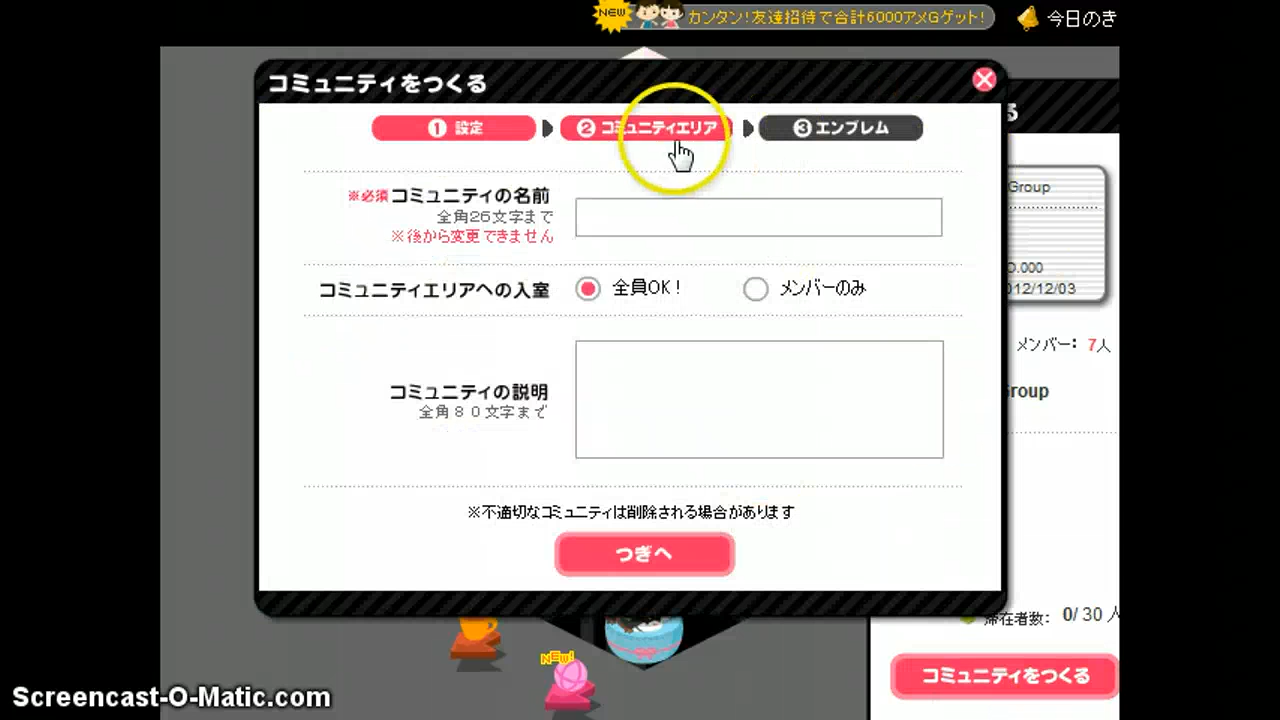 NEW カンタン!友達招待で合計6000アメGゲット!
今日のき
コミュニティをつくる
① 設定
② コミュニティエリア
③ エンブレム
※必須 コミュニティの名前
全角26文字まで
※後から変更できません
コミュニティエリアへの入室
全員OK!
メンバーのみ
コミュニティの説明
全角80文字まで
※不適切なコミュニティは削除される場合があります
つぎへ
Group
012/12/03
メンバー: 7人
Group
滞在者数: 0/30人
コミュニティをつくる
NEW!
Screencast-O-Matic.com